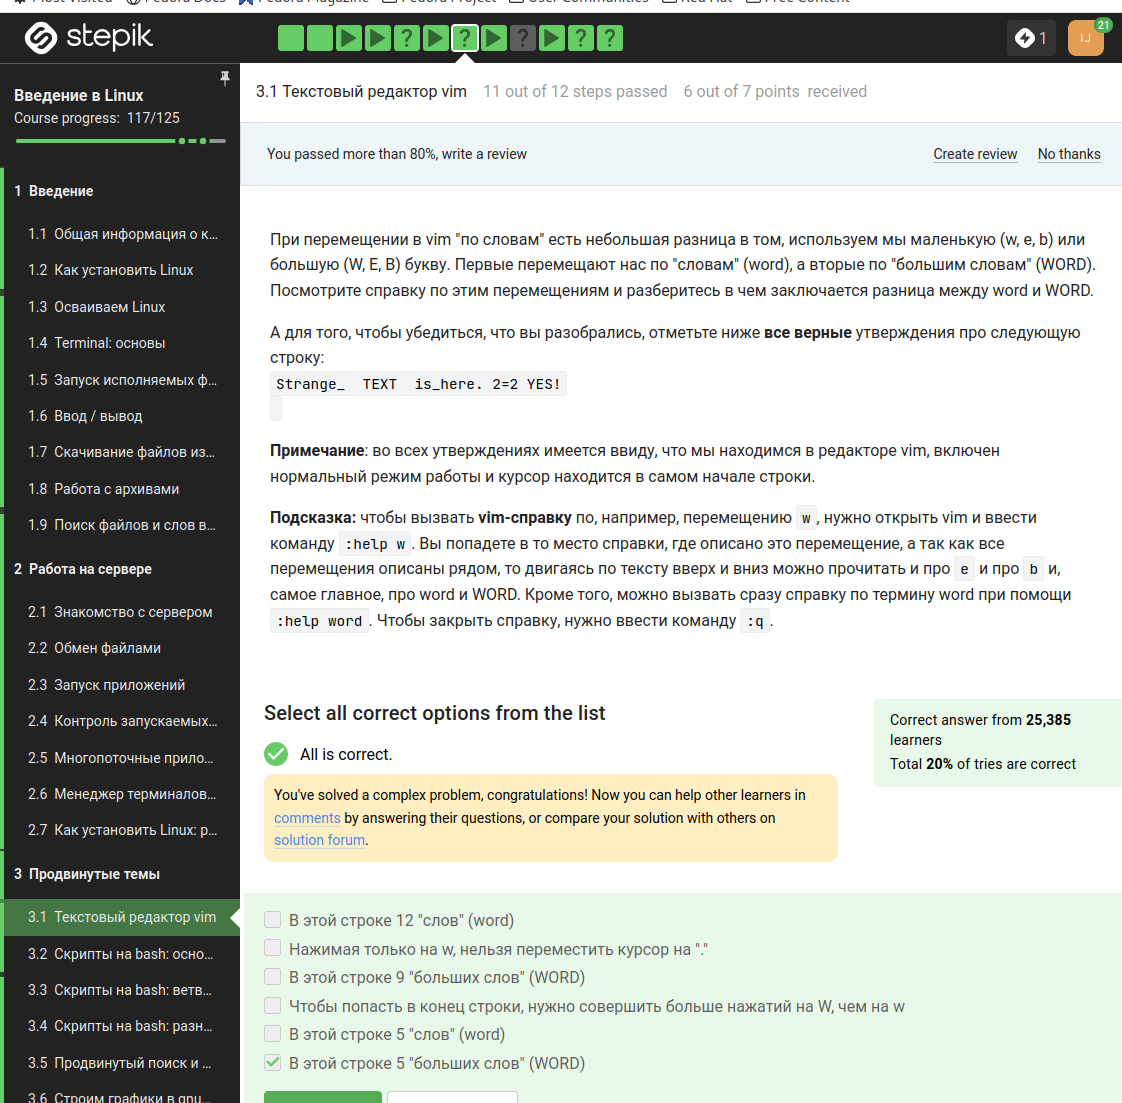 Most Visited Fedora Docs Fedora Magazine Fedora Project User Communities Red Hat Free Content
stepik
? ? ? ? ?
1
IJ
21
Введение в Linux
Course progress: 117/125
1 Введение
1.1 Общая информация о к...
1.2 Как установить Linux
1.3 Осваиваем Linux
1.4 Terminal: основы
1.5 Запуск исполняемых ф...
1.6 Ввод / вывод
1.7 Скачивание файлов из...
1.8 Работа с архивами
1.9 Поиск файлов и слов в...
2 Работа на сервере
2.1 Знакомство с сервером
2.2 Обмен файлами
2.3 Запуск приложений
2.4 Контроль запускаемых...
2.5 Многопоточные прило...
2.6 Менеджер терминалов...
2.7 Как установить Linux: р...
3 Продвинутые темы
3.1 Текстовый редактор vim
3.2 Скрипты на bash: осно...
3.3 Скрипты на bash: ветв...
3.4 Скрипты на bash: разн...
3.5 Продвинутый поиск и ...
3.6 Строим графики в gnu...
3.1 Текстовый редактор vim 11 out of 12 steps passed 6 out of 7 points received
You passed more than 80%, write a review
Create review No thanks
При перемещении в vim "по словам" есть небольшая разница в том, используем мы маленькую (w, e, b) или
большую (W, E, B) букву. Первые перемещают нас по "словам" (word), а вторые по "большим словам" (WORD).
Посмотрите справку по этим перемещениям и разберитесь в чем заключается разница между word и WORD.
А для того, чтобы убедиться, что вы разобрались, отметьте ниже все верные утверждения про следующую
строку:
Strange_  TEXT  is_here. 2=2 YES!
Примечание: во всех утверждениях имеется ввиду, что мы находимся в редакторе vim, включен
нормальный режим работы и курсор находится в самом начале строки.
Подсказка: чтобы вызвать vim-справку по, например, перемещению w, нужно открыть vim и ввести
команду :help w. Вы попадете в то место справки, где описано это перемещение, а так как все
перемещения описаны рядом, то двигаясь по тексту вверх и вниз можно прочитать и про e и про b и,
самое главное, про word и WORD. Кроме того, можно вызвать сразу справку по термину word при помощи
:help word. Чтобы закрыть справку, нужно ввести команду :q.
Select all correct options from the list
All is correct.
You've solved a complex problem, congratulations! Now you can help other learners in
comments by answering their questions, or compare your solution with others on
solution forum.
Correct answer from 25,385
learners
Total 20% of tries are correct
В этой строке 12 "слов" (word)
Нажимая только на w, нельзя переместить курсор на "."
В этой строке 9 "больших слов" (WORD)
Чтобы попасть в конец строки, нужно совершить больше нажатий на W, чем на w
В этой строке 5 "слов" (word)
В этой строке 5 "больших слов" (WORD)